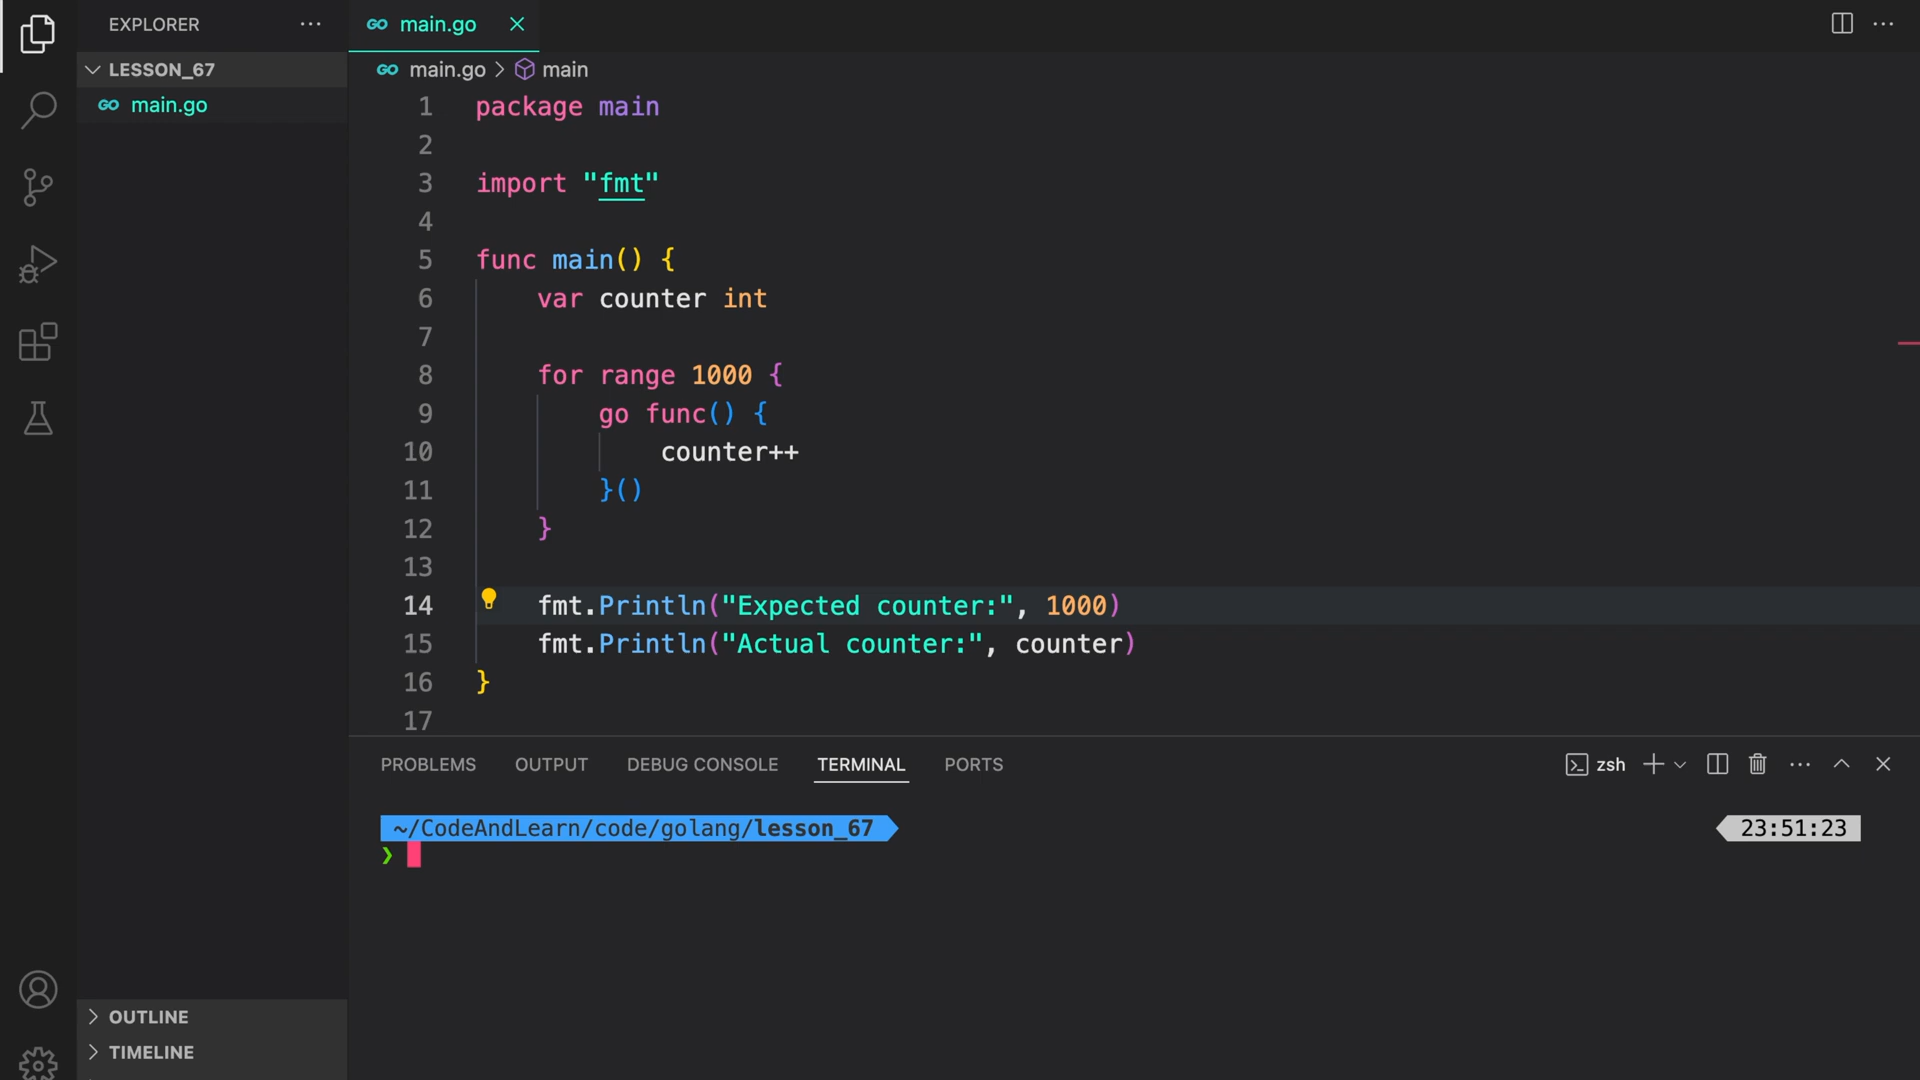 EXPLORER
LESSON_67
GO main.go
OUTLINE
TIMELINE
GO main.go
GO main.go > main
1 package main
2
3 import "fmt"
4
5 func main() {
6 var counter int
7
8 for range 1000 {
9 go func() {
10 counter++
11 }()
12 }
13
14 fmt.Println("Expected counter:", 1000)
15 fmt.Println("Actual counter:", counter)
16 }
17
PROBLEMS OUTPUT DEBUG CONSOLE TERMINAL PORTS zsh
~/CodeAndLearn/code/golang/lesson_67 23:51:23
❯